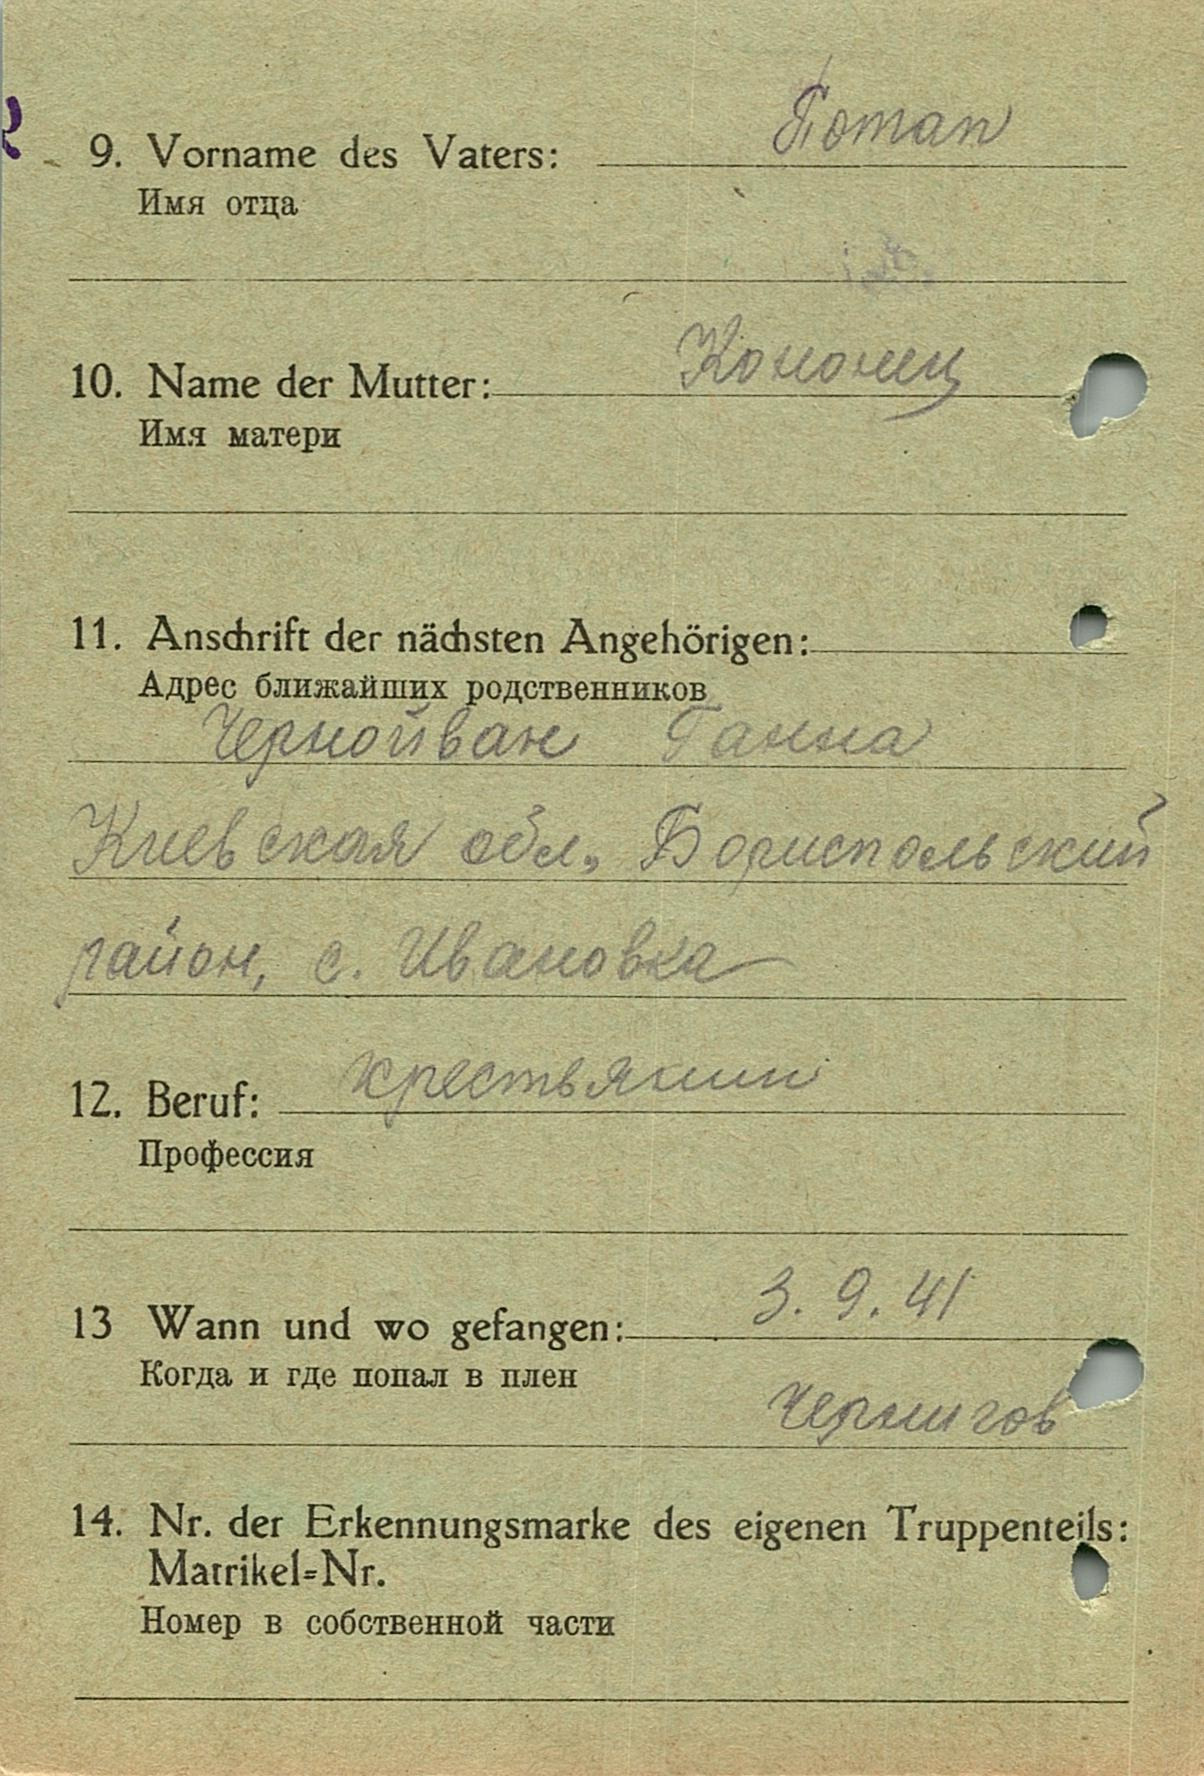 9. Vorname des Vaters: Потап
Имя отца
10. Name der Mutter: Кононец
Имя матери
11. Anschrift der nächsten Angehörigen:
Адрес ближайших родственников
Чернойван Ганна
Киевская обл., Бориспольский
район, с. Ивановка
12. Beruf: крестьянин
Профессия
13 Wann und wo gefangen: 3. 9. 41
Когда и где попал в плен
Чернигов
14. Nr. der Erkennungsmarke des eigenen Truppenteils:
Matrikel=Nr.
Номер в собственной части